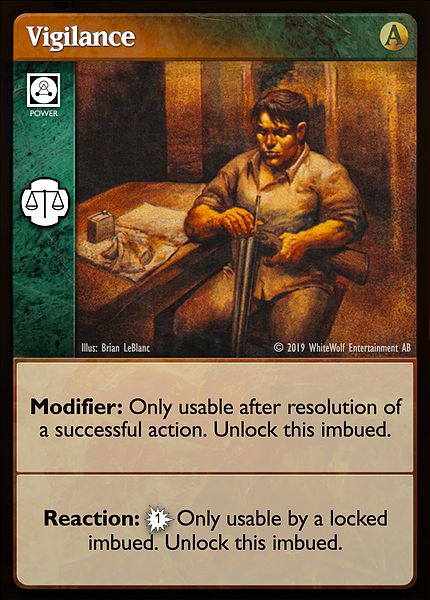 Vigilance
A
POWER
Illus: Brian LeBlanc
© 2019 WhiteWolf Entertainment AB
Modifier: Only usable after resolution of
a successful action. Unlock this imbued.
Reaction: 1 Only usable by a locked
imbued. Unlock this imbued.